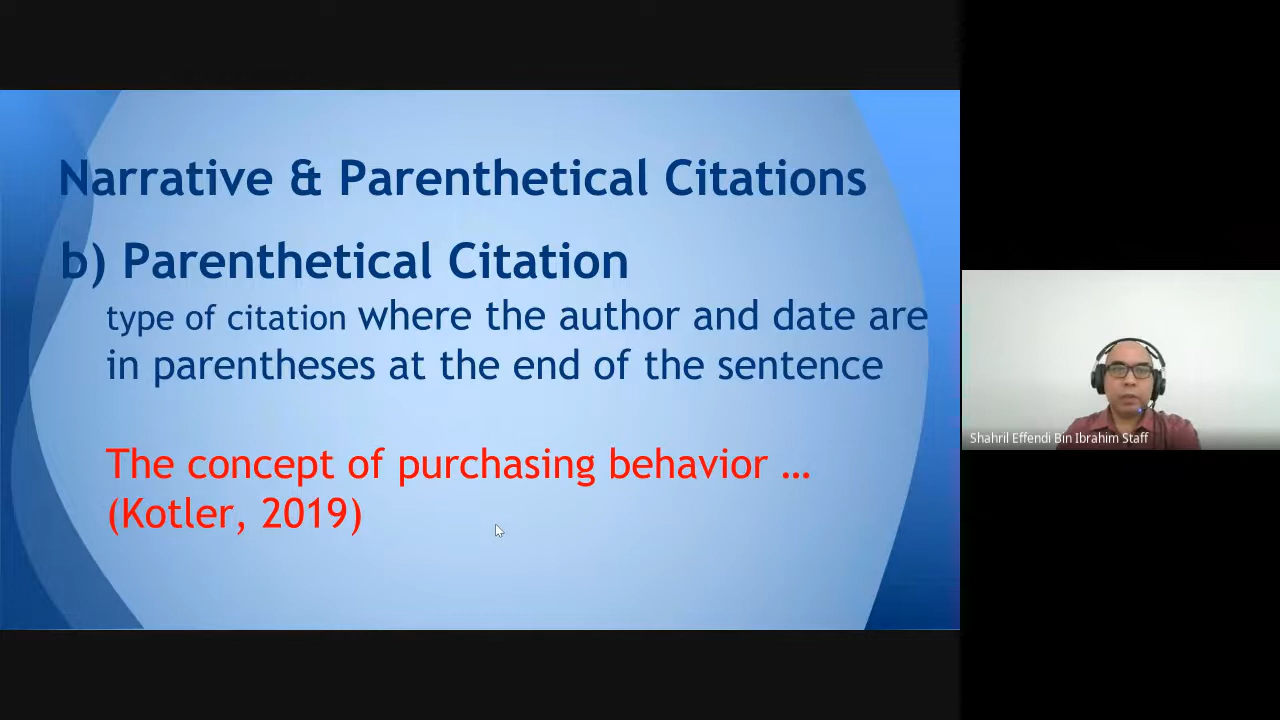 Narrative & Parenthetical Citations
b) Parenthetical Citation
type of citation where the author and date are
in parentheses at the end of the sentence
The concept of purchasing behavior ...
(Kotler, 2019)
Shahril Effendi Bin Ibrahim Staff